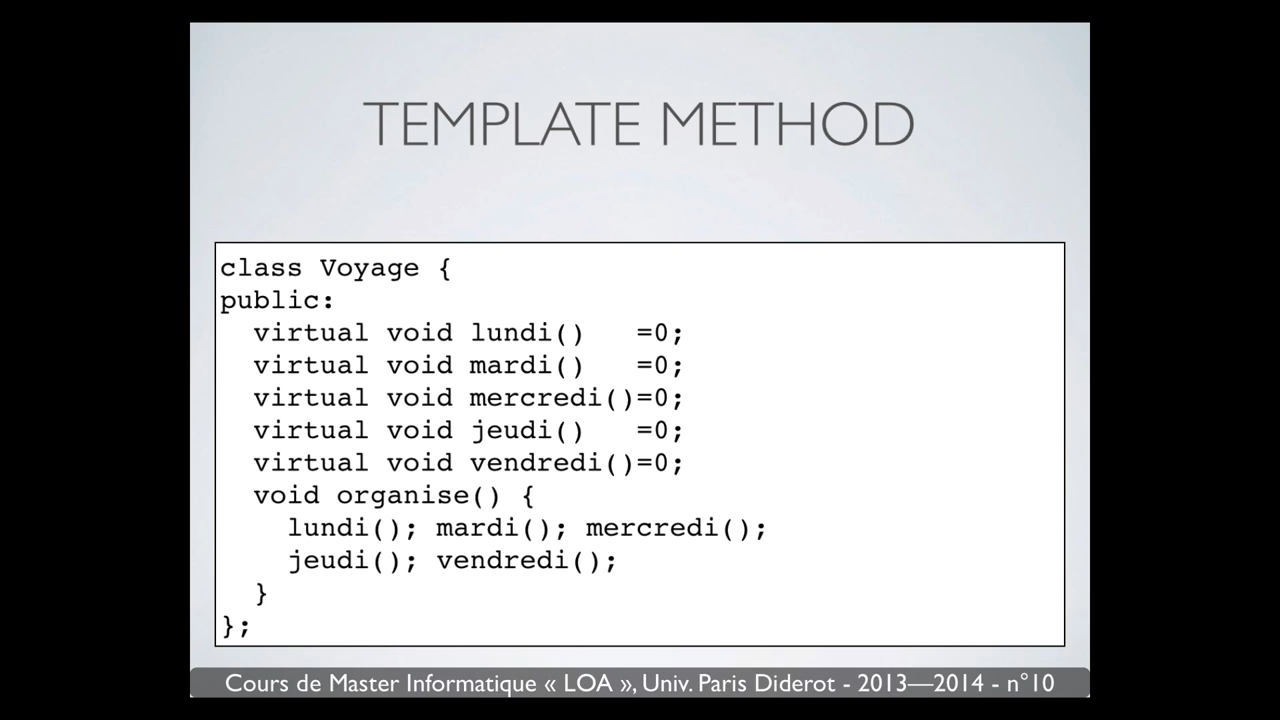 TEMPLATE METHOD
class Voyage {
public:
  virtual void lundi()   =0;
  virtual void mardi()   =0;
  virtual void mercredi()=0;
  virtual void jeudi()   =0;
  virtual void vendredi()=0;
  void organise() {
    lundi(); mardi(); mercredi();
    jeudi(); vendredi();
  }
};
Cours de Master Informatique « LOA », Univ. Paris Diderot - 2013—2014 - n°10